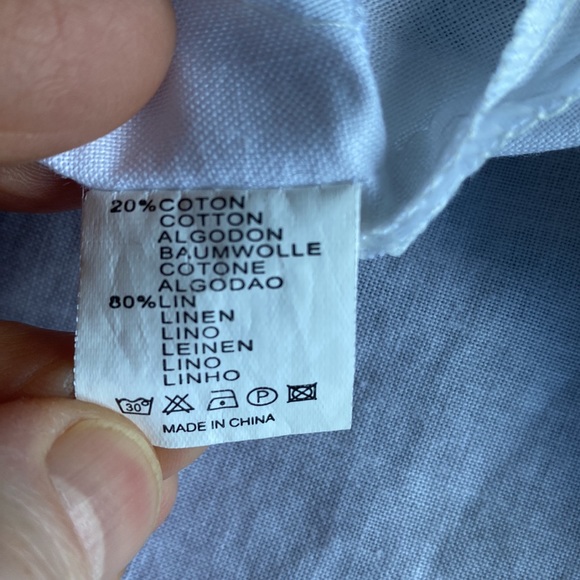 20%COTON
COTTON
ALGODON
BAUMWOLLE
COTONE
ALGODAO
80%LIN
LINEN
LINO
LEINEN
LINO
LINHO
30° P
MADE IN CHINA